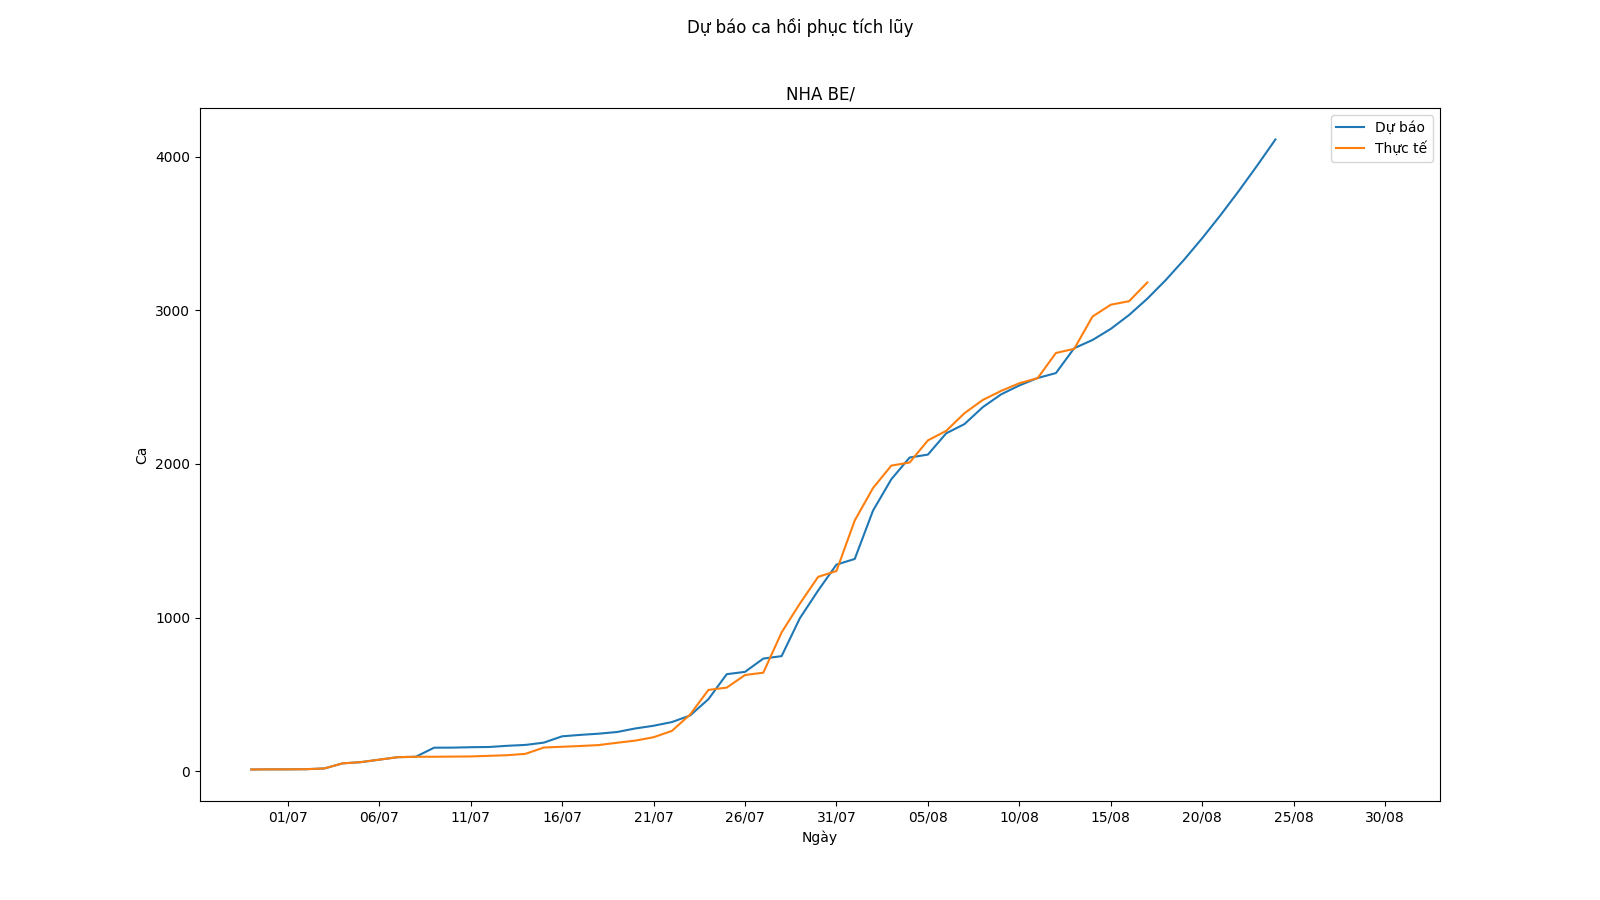 Dự báo ca hồi phục tích lũy
NHA BE/
Dự báo
Thực tế
4000
3000
2000
1000
0
Ca
01/07 06/07 11/07 16/07 21/07 26/07 31/07 05/08 10/08 15/08 20/08 25/08 30/08
Ngày